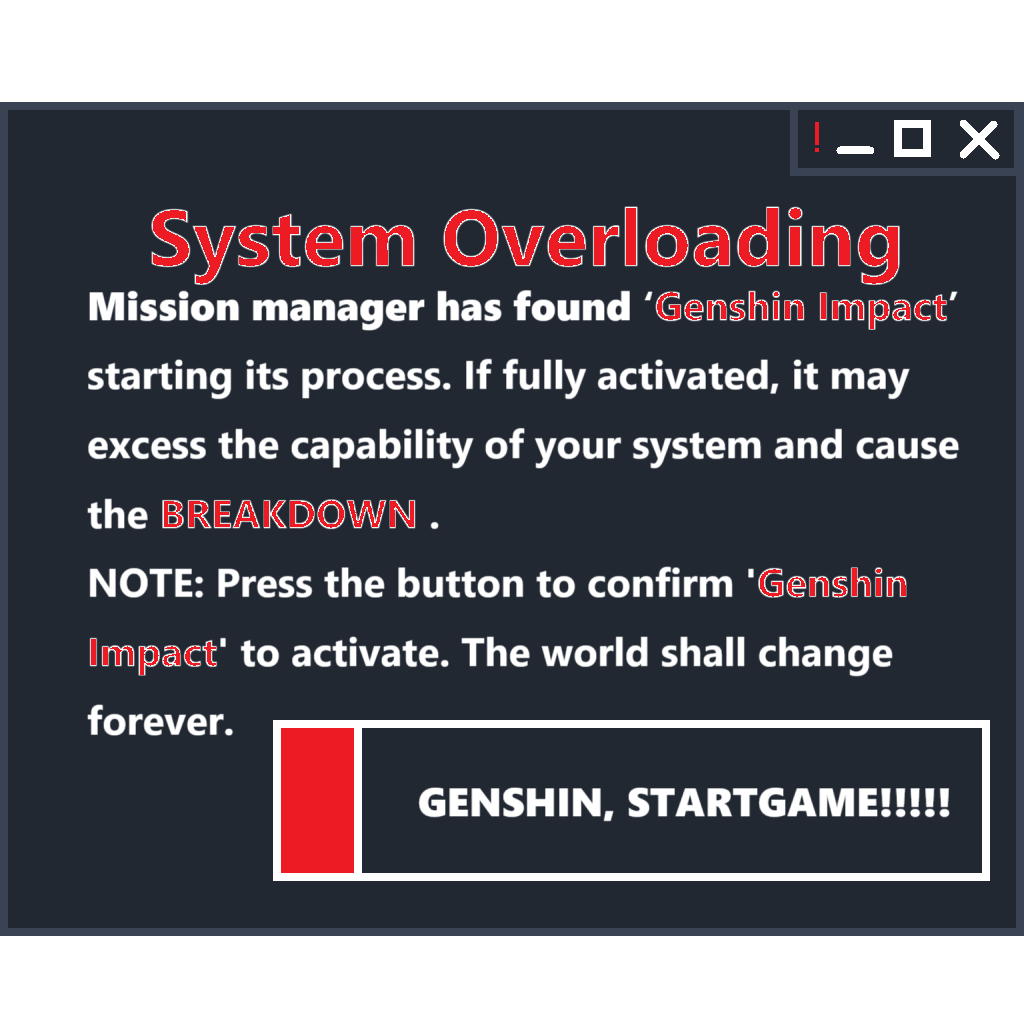 !
System Overloading
Mission manager has found ‘Genshin Impact’
starting its process. If fully activated, it may
excess the capability of your system and cause
the BREAKDOWN .
NOTE: Press the button to confirm 'Genshin
Impact' to activate. The world shall change
forever.
GENSHIN, STARTGAME!!!!!